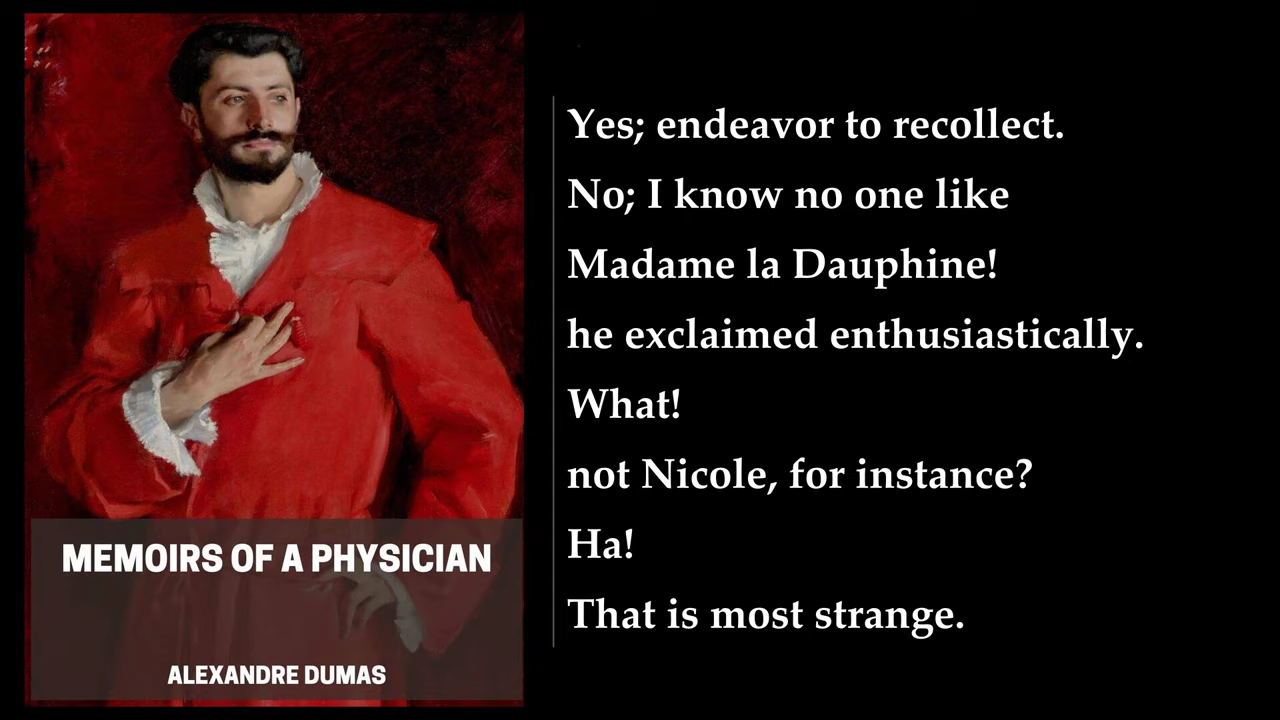 MEMOIRS OF A PHYSICIAN
ALEXANDRE DUMAS
Yes; endeavor to recollect.
No; I know no one like
Madame la Dauphine!
he exclaimed enthusiastically.
What!
not Nicole, for instance?
Ha!
That is most strange.